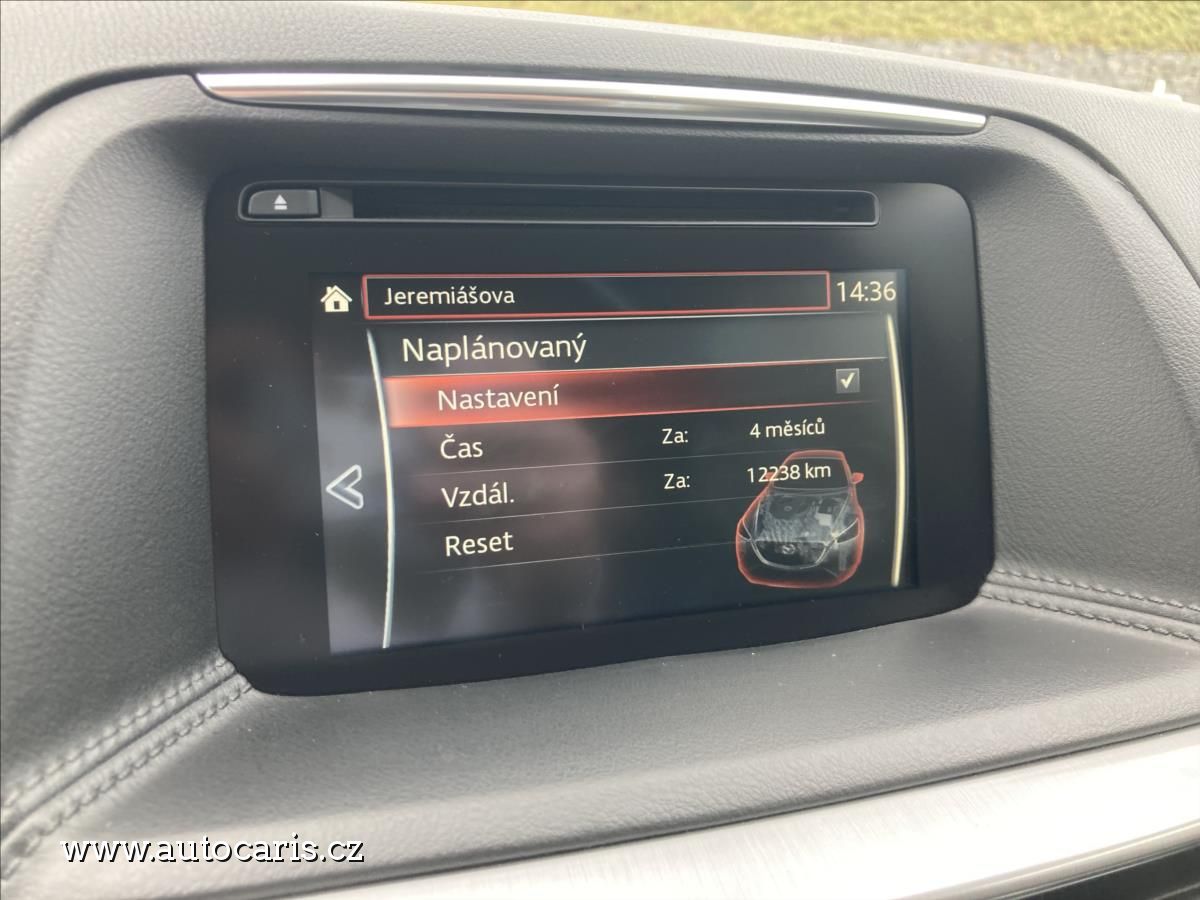 Jeremiášova 14:36
Naplánovaný
Nastavení
Čas Za: 4 měsíců
Vzdál. Za: 12238 km
Reset
www.autocaris.cz